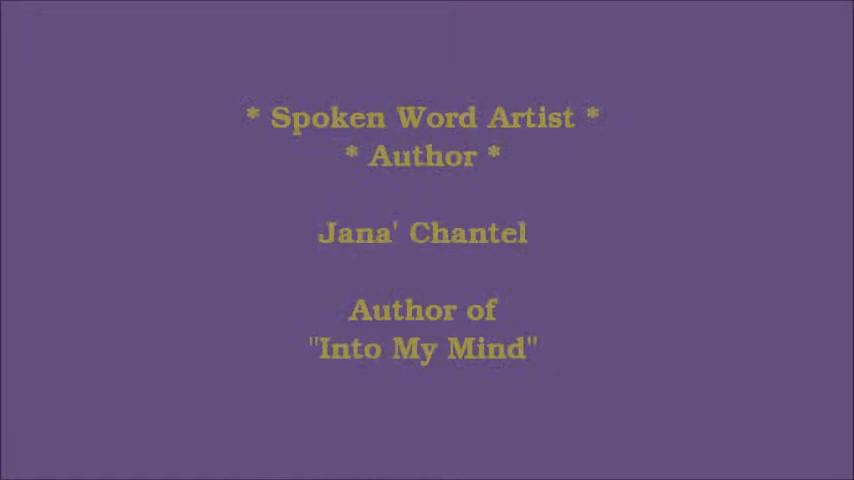 * Spoken Word Artist *
* Author *
Jana' Chantel
Author of
"Into My Mind"